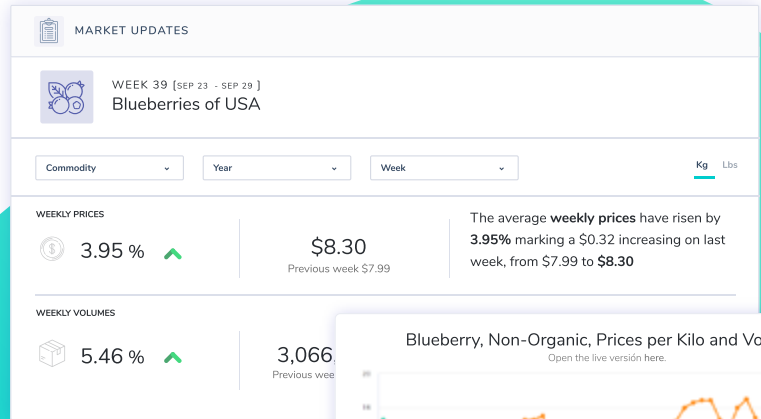 MARKET UPDATES
WEEK 39 [SEP 23 - SEP 29 ]
Blueberries of USA
Commodity
Year
Week
Kg
Lbs
WEEKLY PRICES
3.95 %
$8.30
Previous week $7.99
The average weekly prices have risen by
3.95% marking a $0.32 increasing on last
week, from $7.99 to $8.30
WEEKLY VOLUMES
5.46 %
3,066,
Previous wee
Blueberry, Non-Organic, Prices per Kilo and Vo
Open the live versión here.